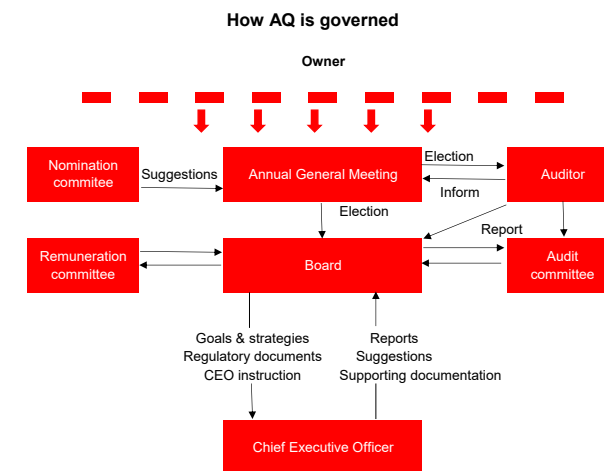 How AQ is governed
Owner
Nomination
commitee
Suggestions
Annual General Meeting
Election
Inform
Auditor
Election
Report
Remuneration
committee
Board
Audit
committee
Goals & strategies
Regulatory documents
CEO instruction
Reports
Suggestions
Supporting documentation
Chief Executive Officer